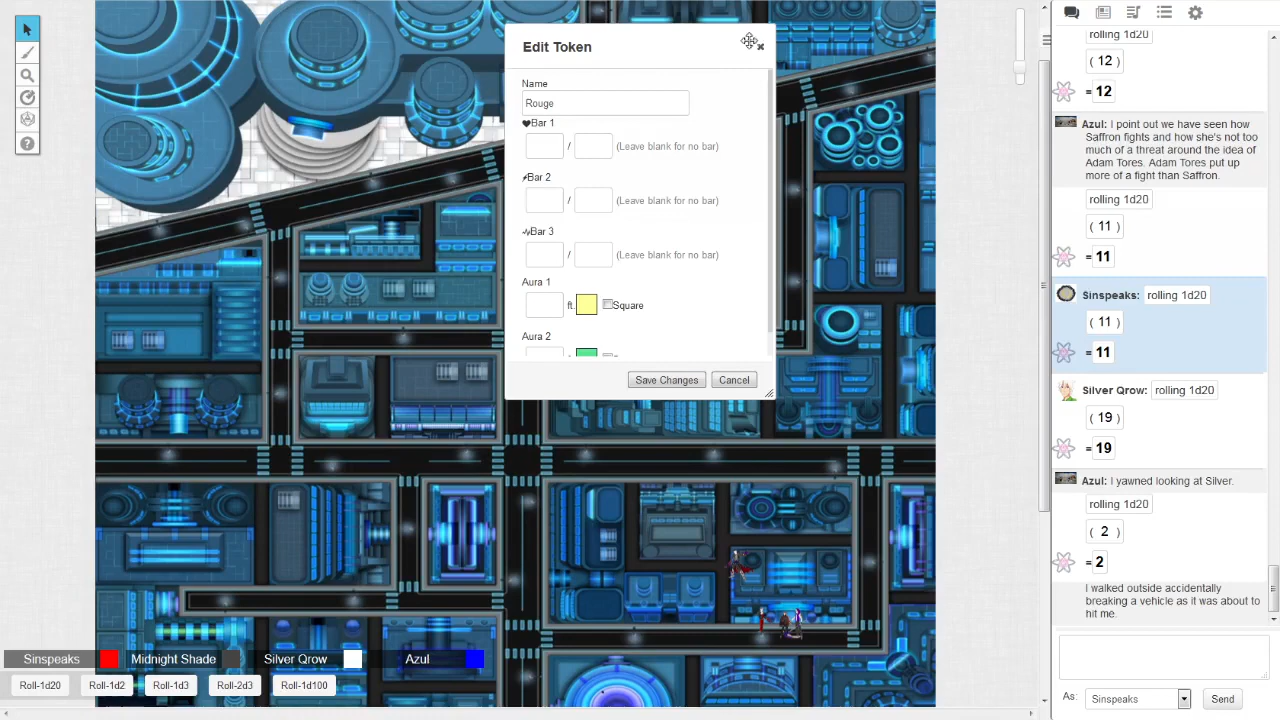 Edit Token
Name
Rouge
Bar 1
/
(Leave blank for no bar)
Bar 2
/
(Leave blank for no bar)
Bar 3
/
(Leave blank for no bar)
Aura 1
ft.
Square
Aura 2
Save Changes
Cancel
rolling 1d20
( 12 )
= 12
Azul: I point out we have seen how
Saffron fights and how she's not too
much of a threat around the idea of
Adam Tores. Adam Tores put up
more of a fight than Saffron.
rolling 1d20
( 11 )
= 11
Sinspeaks: rolling 1d20
( 11 )
= 11
Silver Qrow: rolling 1d20
( 19 )
= 19
Azul: I yawned looking at Silver.
rolling 1d20
( 2 )
= 2
I walked outside accidentally
breaking a vehicle as it was about to
hit me.
As: Sinspeaks Send
Sinspeaks Midnight Shade Silver Qrow Azul
Roll-1d20 Roll-1d2 Roll-1d3 Roll-2d3 Roll-1d100